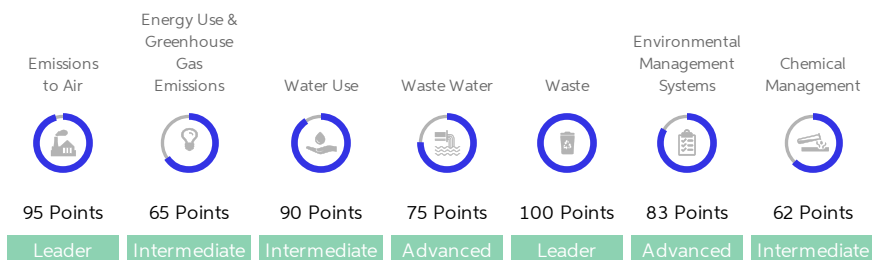 Emissions
to Air
Energy Use &
Greenhouse
Gas
Emissions
Water Use
Waste Water
Waste
Environmental
Management
Systems
Chemical
Management
95 Points
65 Points
90 Points
75 Points
100 Points
83 Points
62 Points
Leader
Intermediate
Intermediate
Advanced
Leader
Advanced
Intermediate